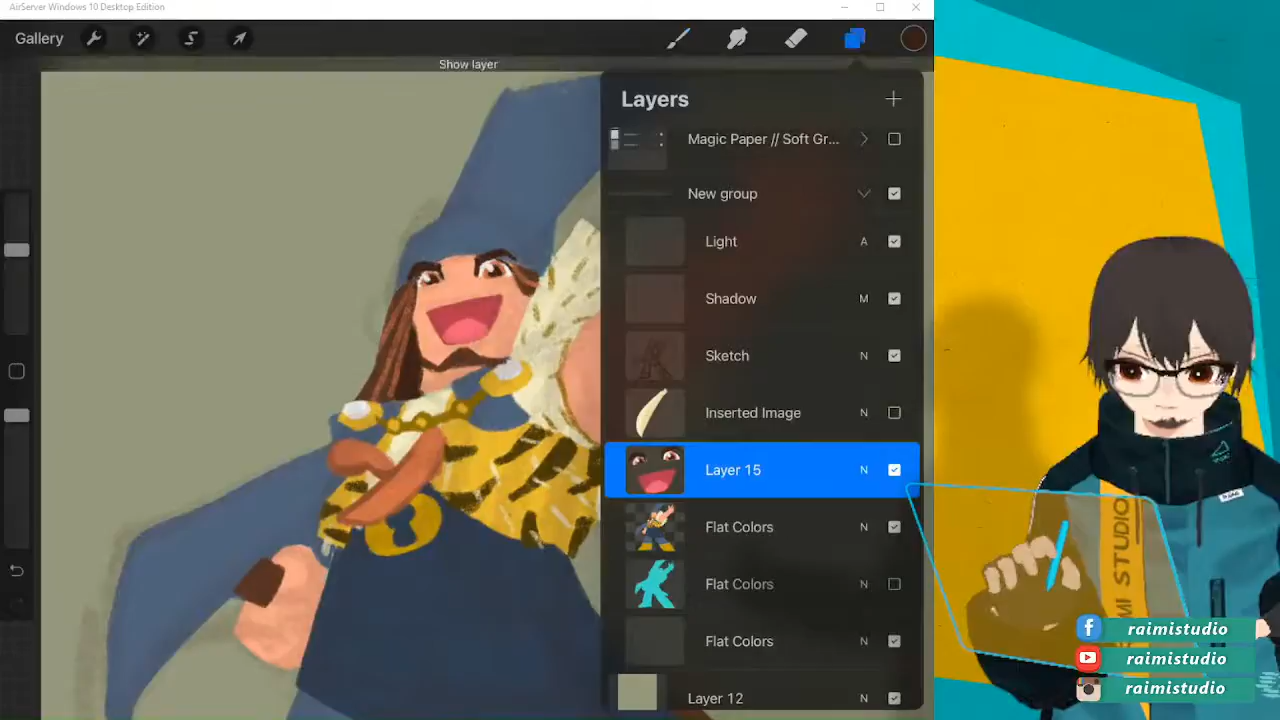 AirServer Windows 10 Desktop Edition
Gallery
Show layer
Layers
Magic Paper // Soft Gr...
New group
Light A
Shadow M
Sketch N
Inserted Image N
Layer 15 N
Flat Colors N
Flat Colors N
Flat Colors N
Layer 12 N
STUDIO
raimistudio
raimistudio
raimistudio